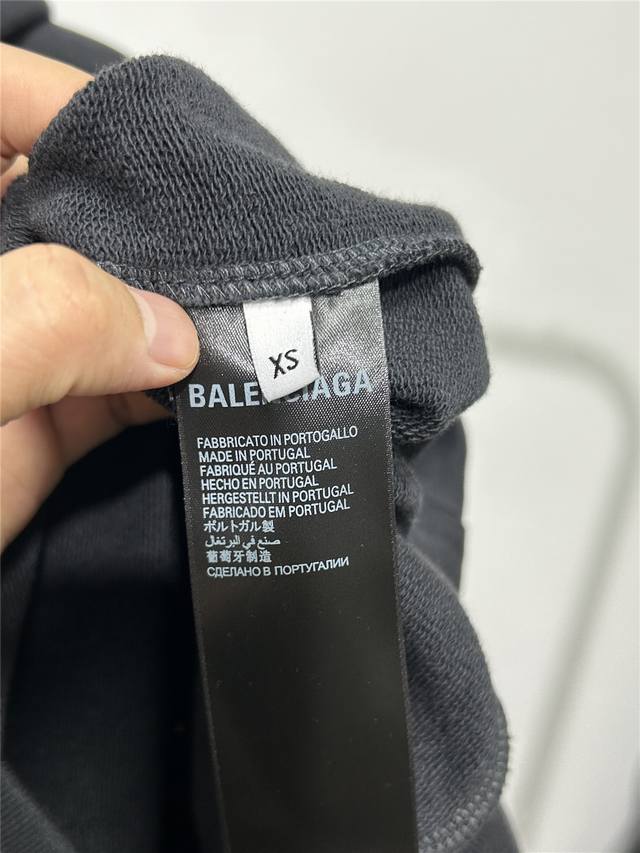 XS
BALENCIAGA
FABBRICATO IN PORTOGALLO
MADE IN PORTUGAL
FABRIQUÉ AU PORTUGAL
HECHO EN PORTUGAL
HERGESTELLT IN PORTUGAL
FABRICADO EM PORTUGAL
ポルトガル製
صنع في البرتغال
葡萄牙制造
СДЕЛАНО В ПОРТУГАЛИИ